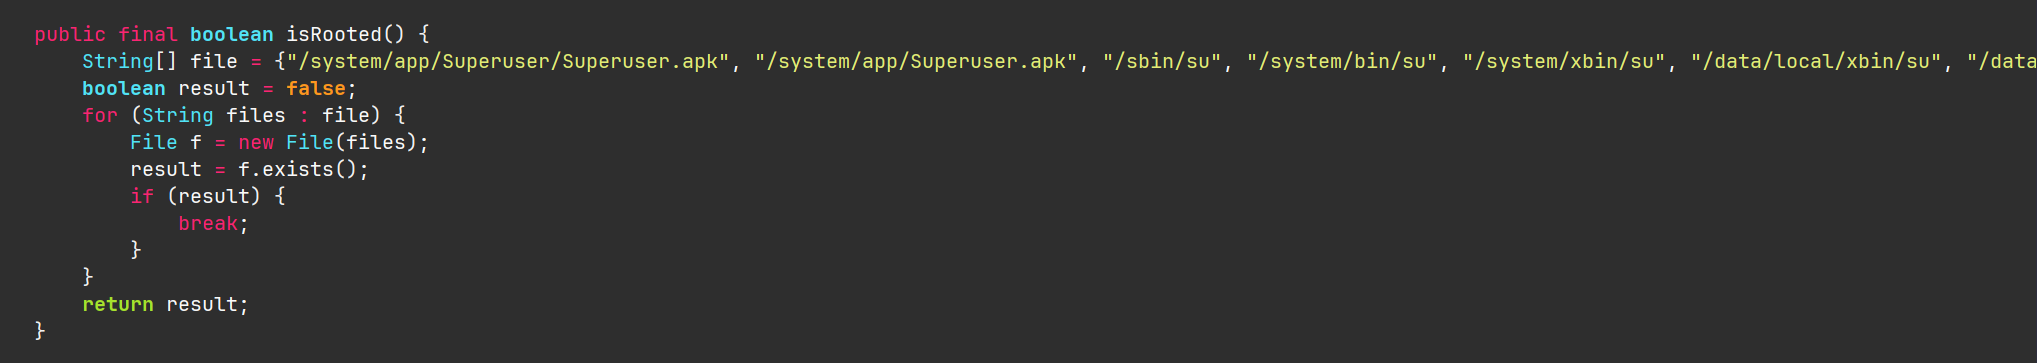 public final boolean isRooted() {
    String[] file = {"/system/app/Superuser/Superuser.apk", "/system/app/Superuser.apk", "/sbin/su", "/system/bin/su", "/system/xbin/su", "/data/local/xbin/su", "/data
    boolean result = false;
    for (String files : file) {
        File f = new File(files);
        result = f.exists();
        if (result) {
            break;
        }
    }
    return result;
}